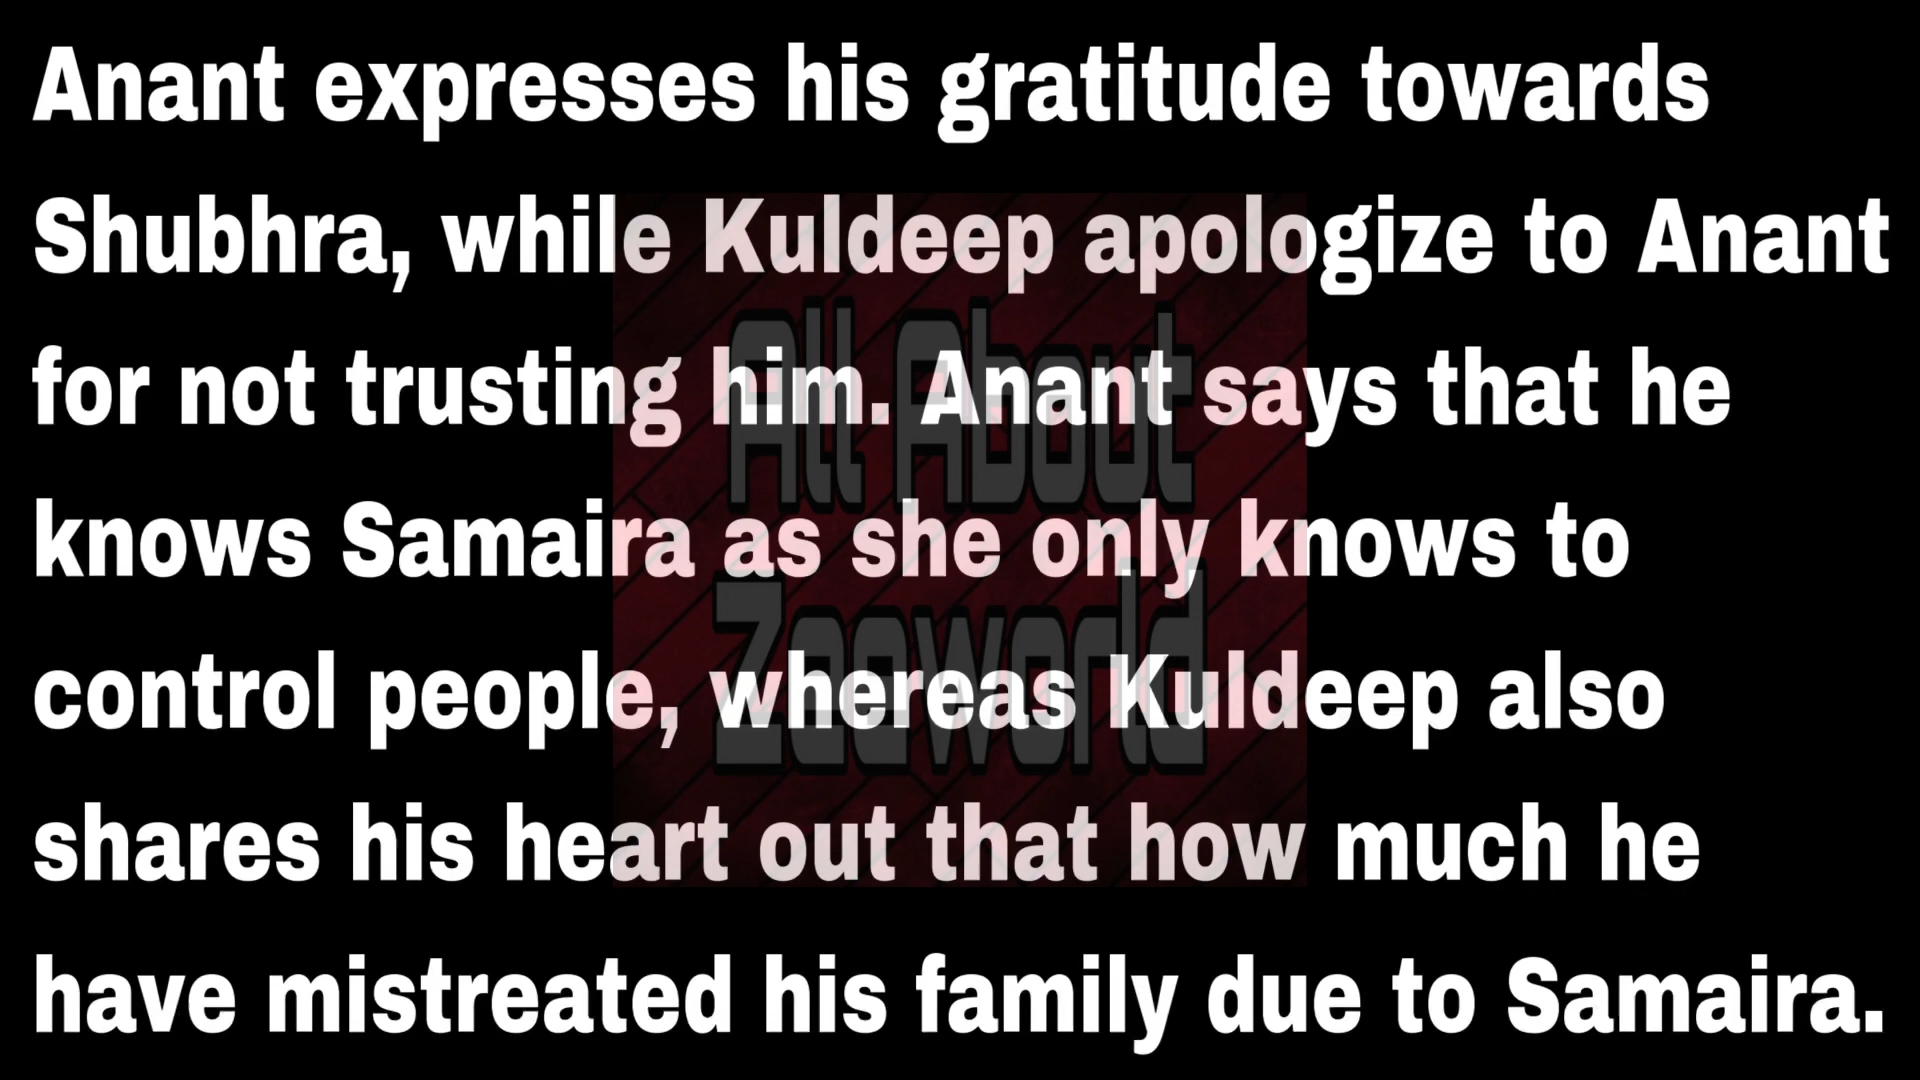 Anant expresses his gratitude towards
Shubhra, while Kuldeep apologize to Anant
for not trusting him. Anant says that he
knows Samaira as she only knows to
control people, whereas Kuldeep also
shares his heart out that how much he
have mistreated his family due to Samaira.
All About
Zeeworld